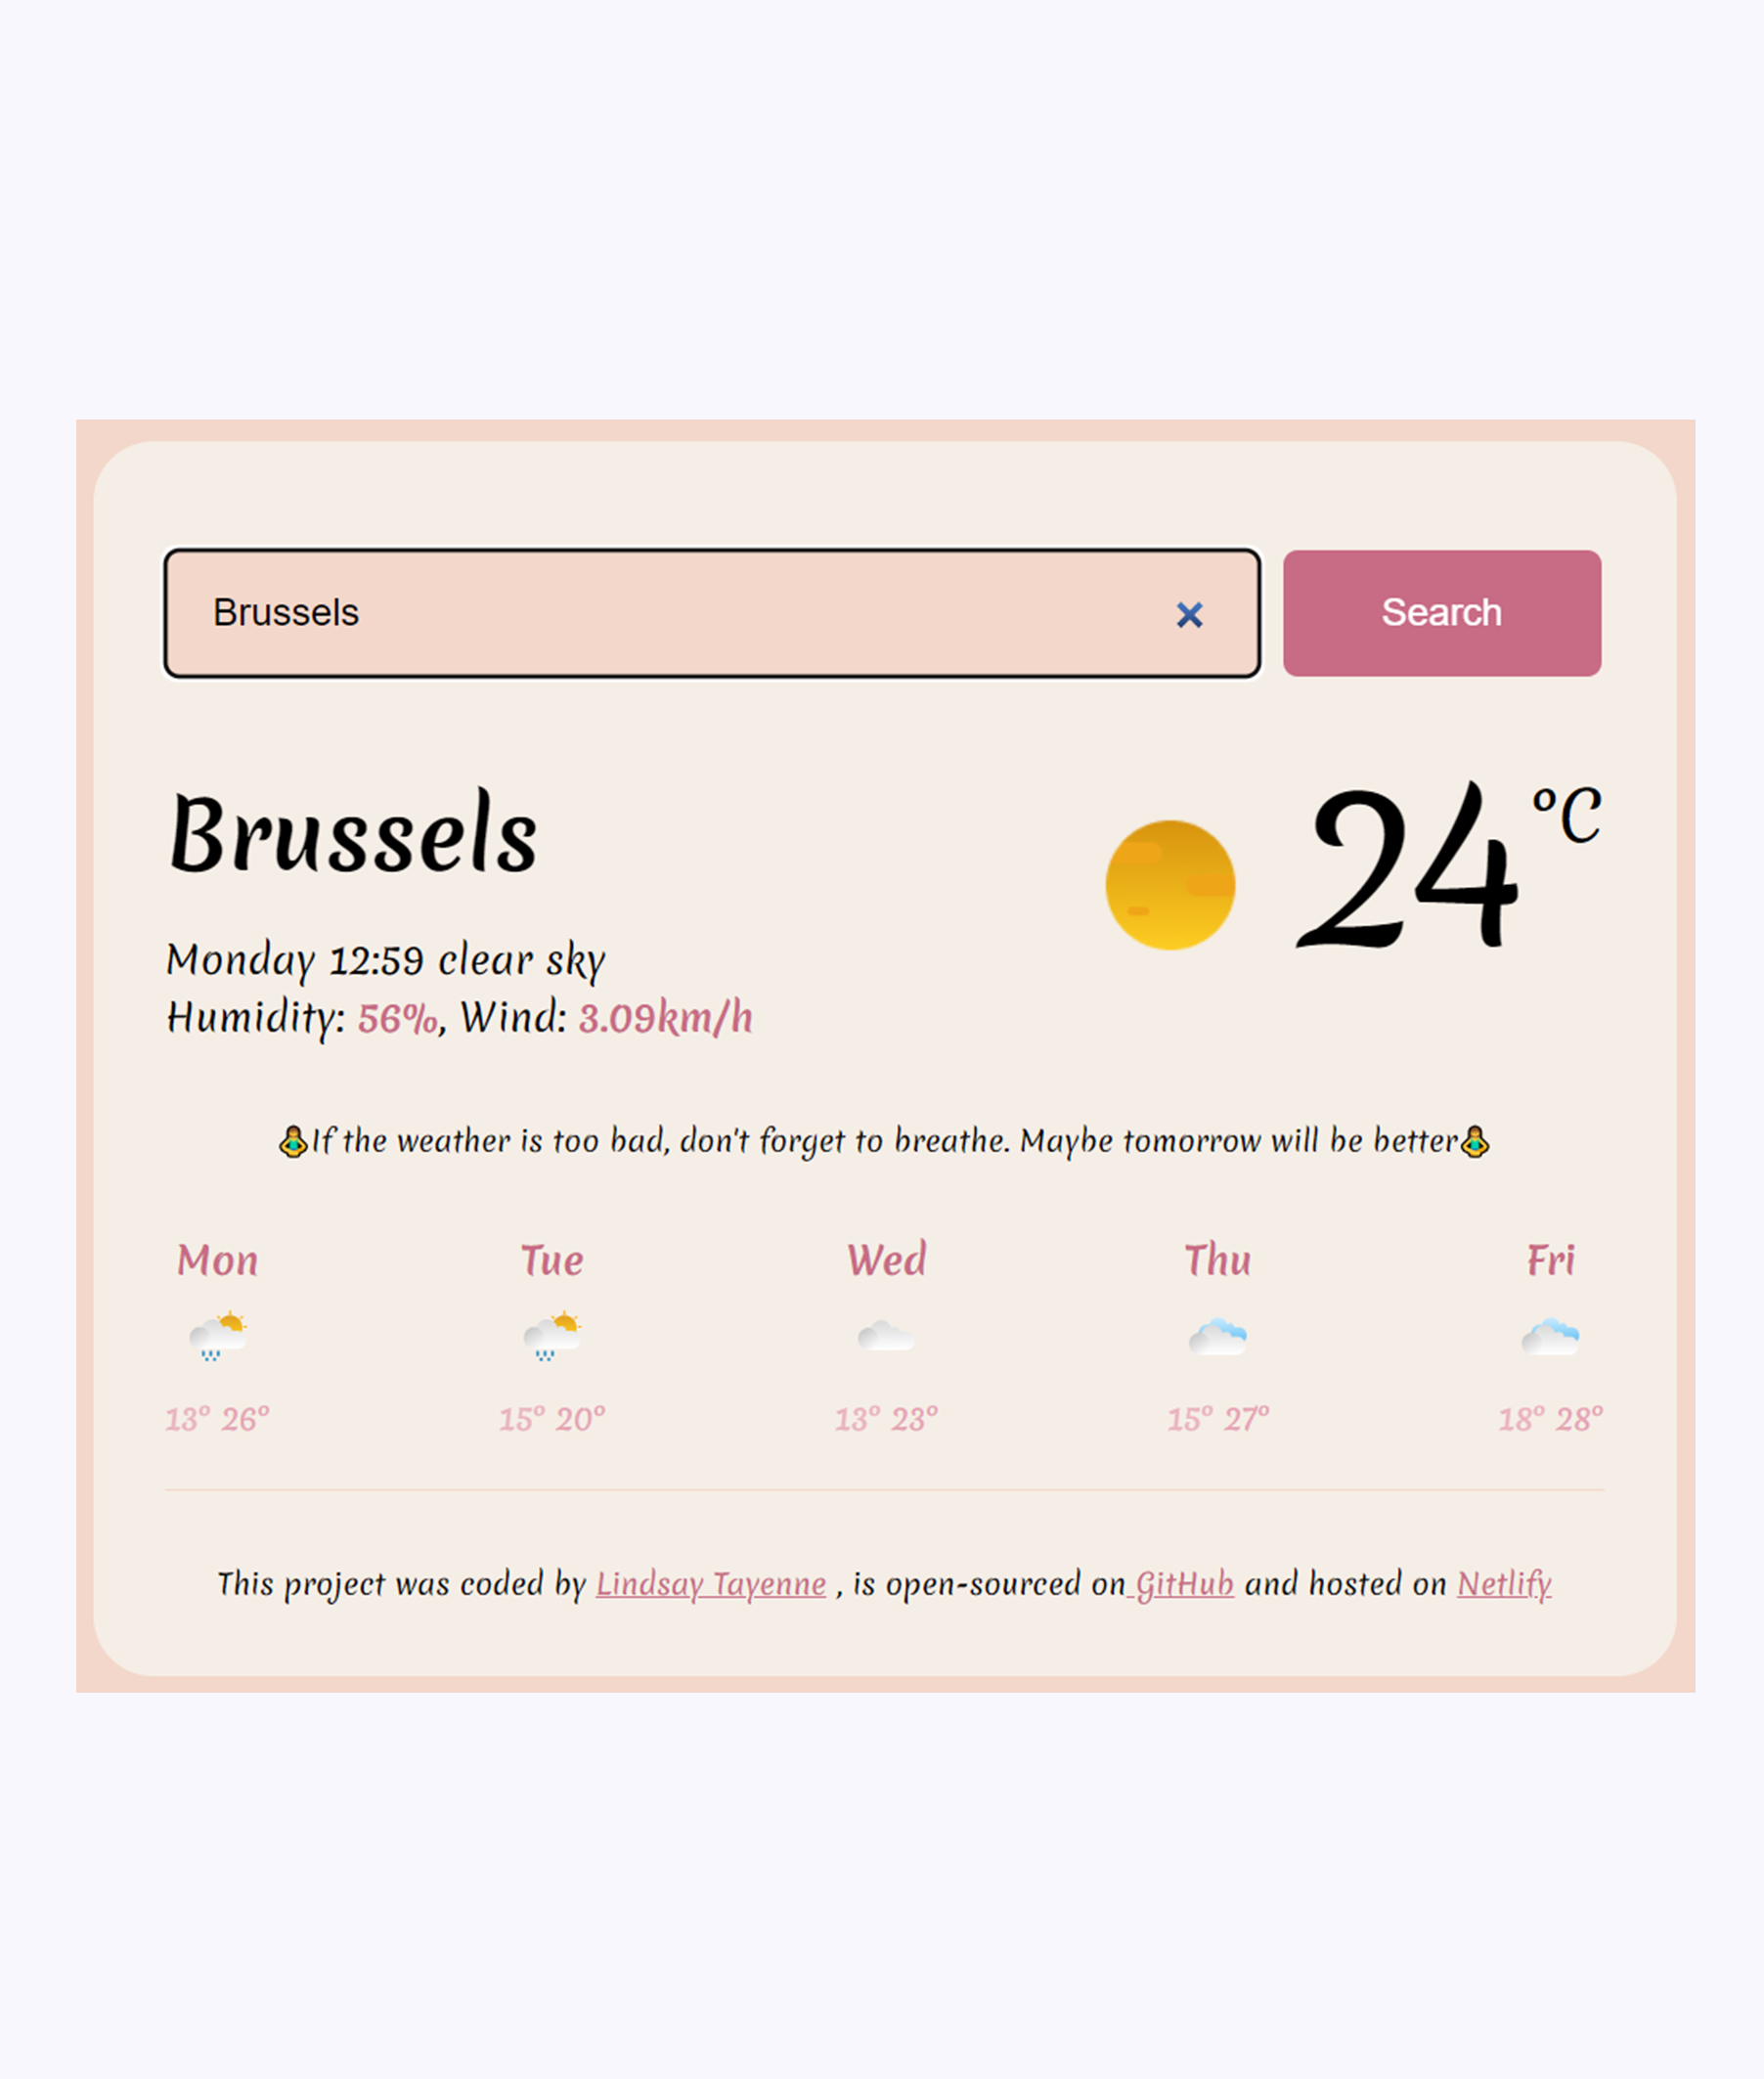 Brussels
Search
Brussels
24 °C
Monday 12:59 clear sky
Humidity: 56%, Wind: 3.09km/h
🧘‍♀️If the weather is too bad, don't forget to breathe. Maybe tomorrow will be better🧘‍♀️
Mon Tue Wed Thu Fri
13° 26° 15° 20° 13° 23° 15° 27° 18° 28°
This project was coded by Lindsay Tayenne , is open-sourced on GitHub and hosted on Netlify